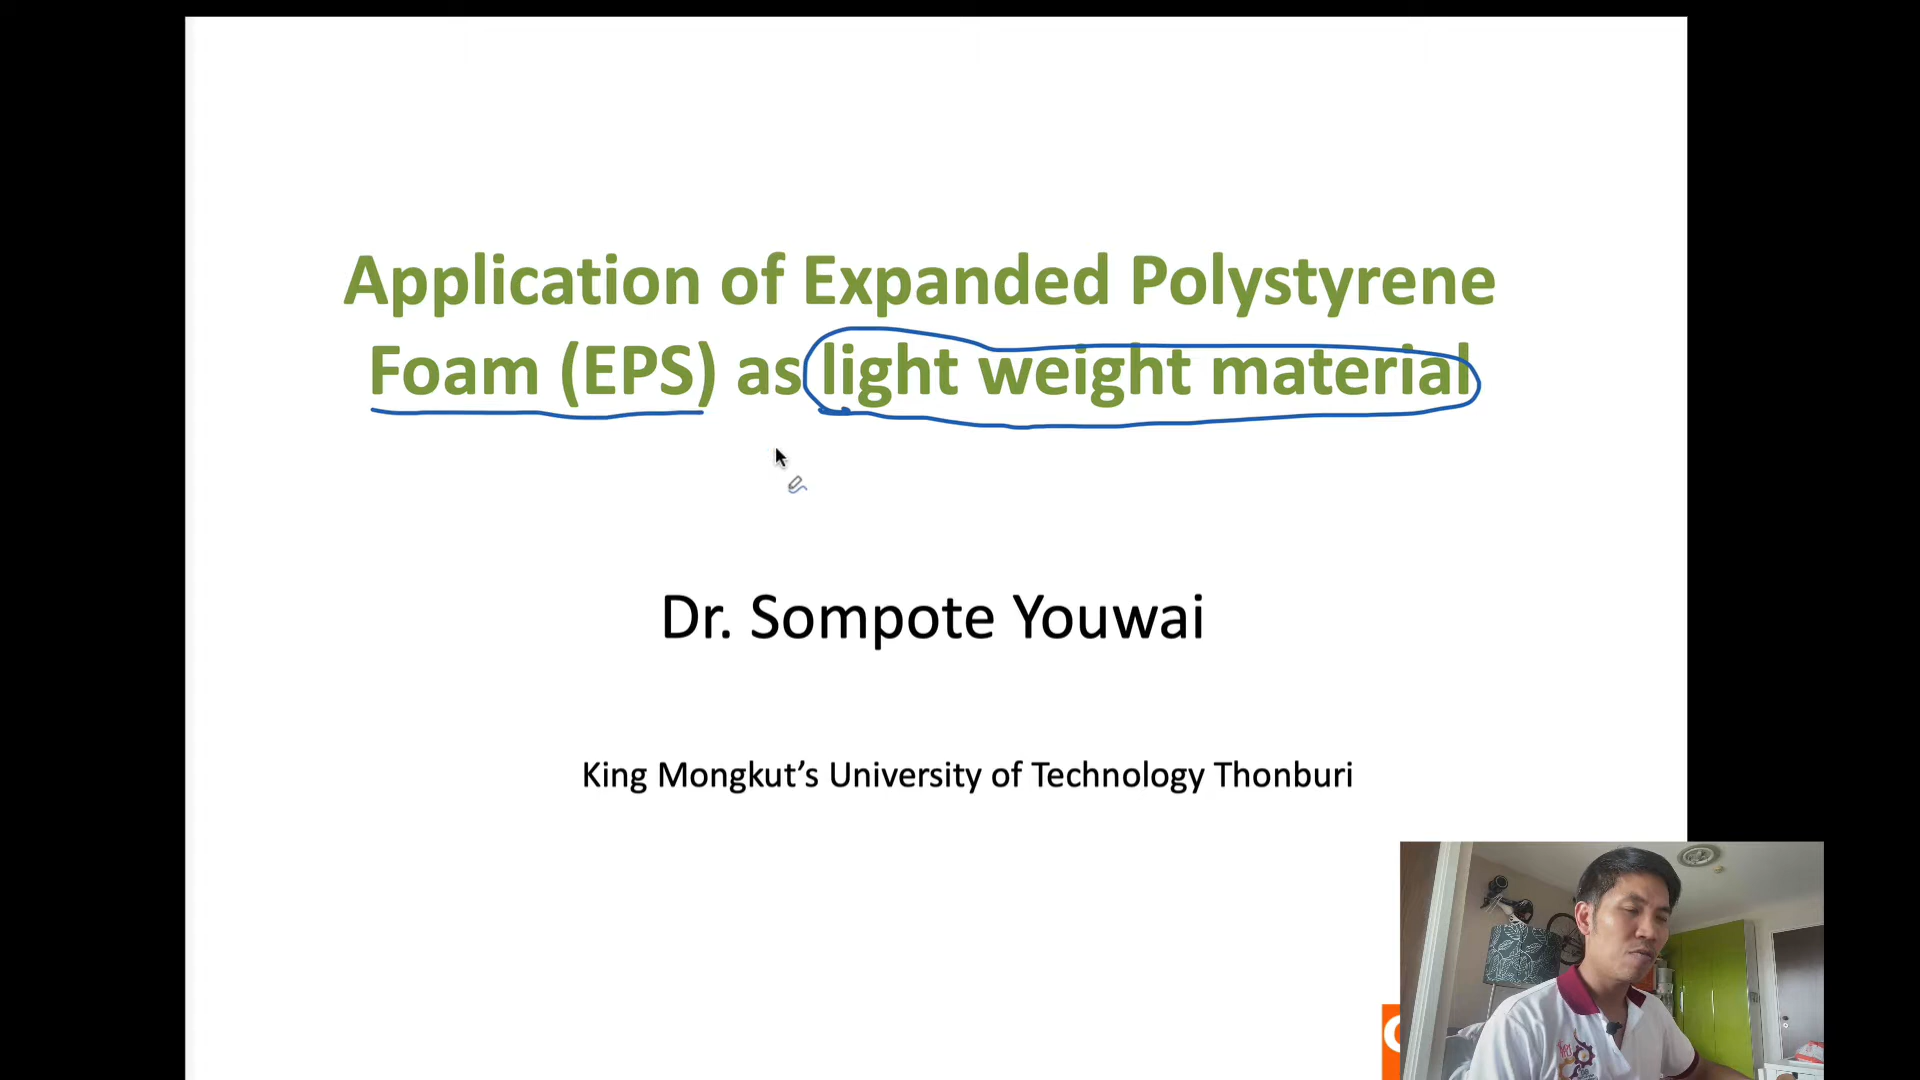 Application of Expanded Polystyrene
Foam (EPS) as light weight material
Dr. Sompote Youwai
King Mongkut’s University of Technology Thonburi